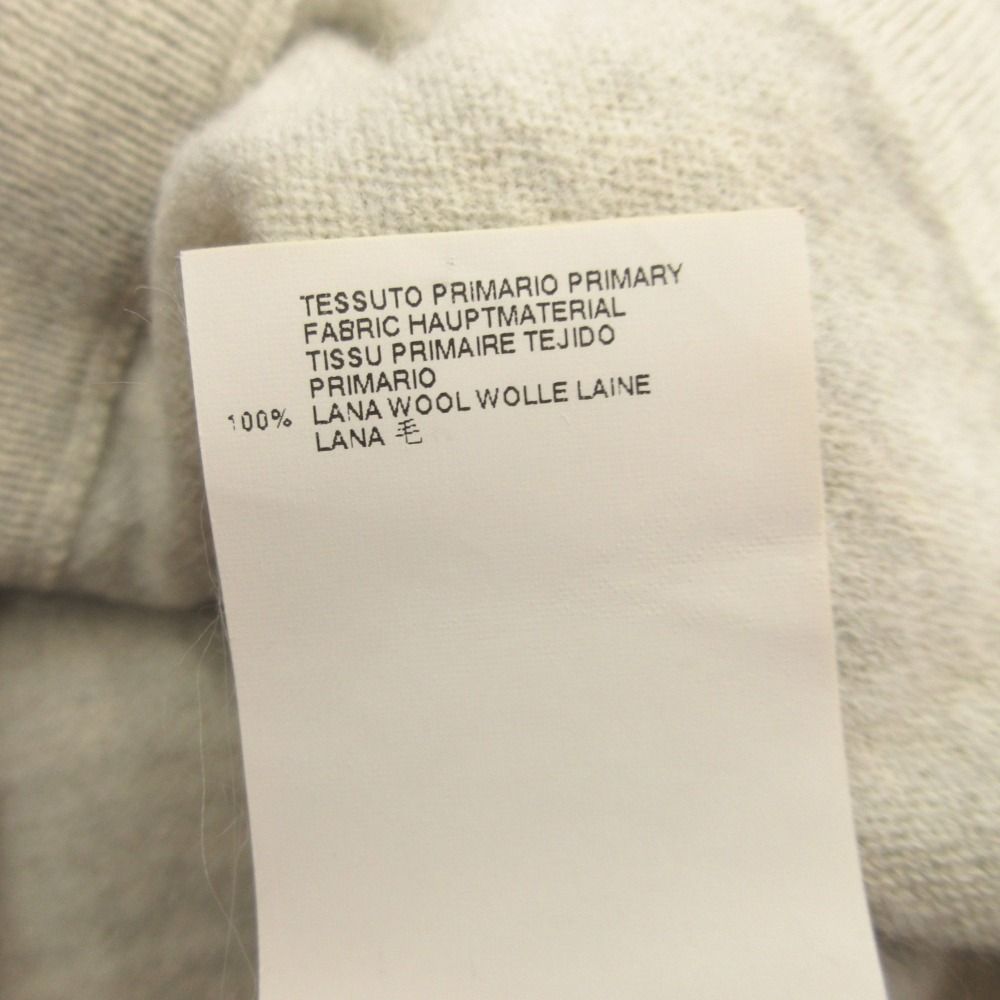 TESSUTO PRIMARIO PRIMARY
FABRIC HAUPTMATERIAL
TISSU PRIMAIRE TEJIDO
PRIMARIO
100% LANA WOOL WOLLE LAINE
LANA 毛